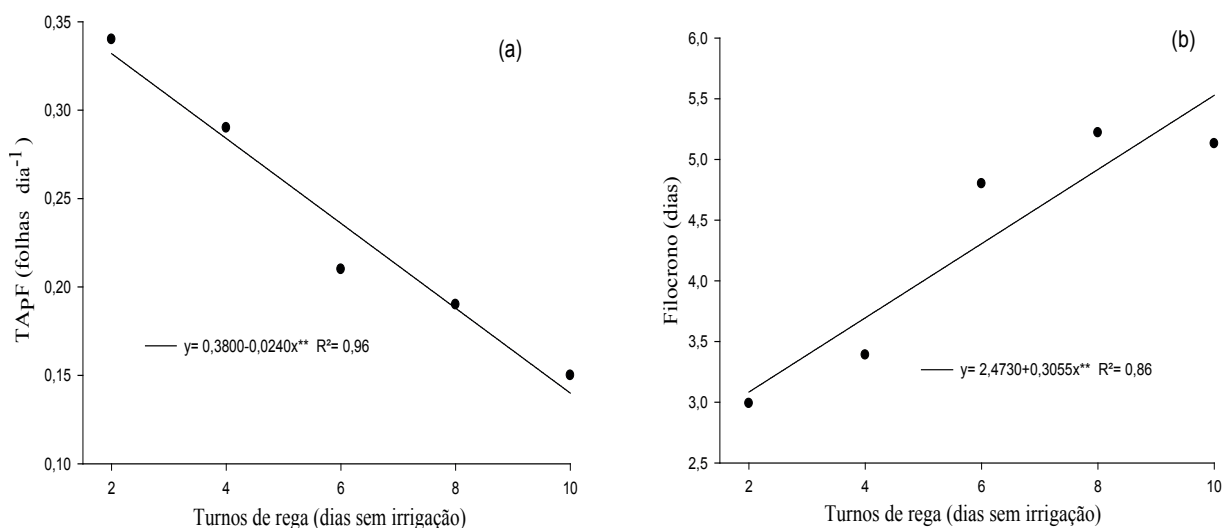 (a)
0,35
0,30
0,25
0,20
0,15
0,10
TApF (folhas dia⁻¹)
y= 0,3800-0,0240x** R²= 0,96
2 4 6 8 10
Turnos de rega (dias sem irrigação)
(b)
6,0
5,5
5,0
4,5
4,0
3,5
3,0
2,5
Filocrono (dias)
y= 2,4730+0,3055x** R²= 0,86
2 4 6 8 10
Turnos de rega (dias sem irrigação)